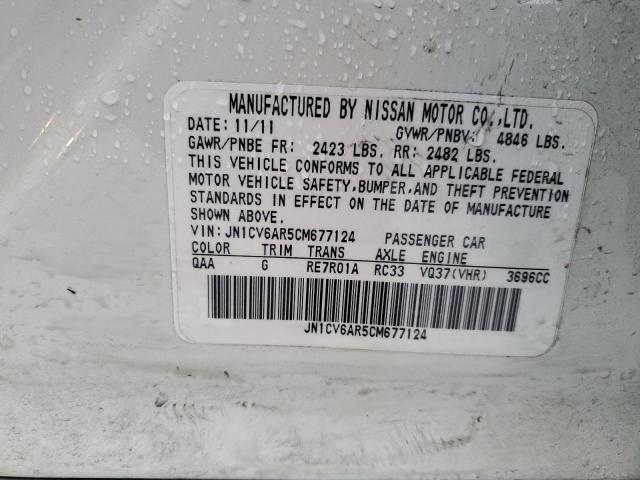 MANUFACTURED BY NISSAN MOTOR CO.,LTD.
DATE: 11/11 GVWR/PNBV: 4846 LBS.
GAWR/PNBE FR: 2423 LBS. RR: 2482 LBS.
THIS VEHICLE CONFORMS TO ALL APPLICABLE FEDERAL
MOTOR VEHICLE SAFETY,BUMPER,AND THEFT PREVENTION
STANDARDS IN EFFECT ON THE DATE OF MANUFACTURE
SHOWN ABOVE.
VIN: JN1CV6AR5CM677124 PASSENGER CAR
COLOR TRIM TRANS AXLE ENGINE
QAA G RE7R01A RC33 VQ37(VHR) 3696CC
JN1CV6AR5CM677124